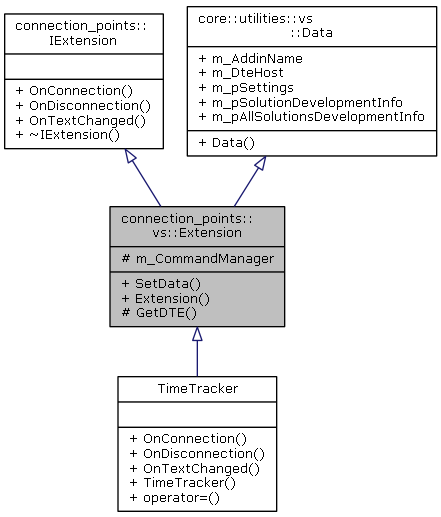 connection_points::
IExtension
+ OnConnection()
+ OnDisconnection()
+ OnTextChanged()
+ ~IExtension()
core::utilities::vs
::Data
+ m_AddinName
+ m_DteHost
+ m_pSettings
+ m_pSolutionDevelopmentInfo
+ m_pAllSolutionsDevelopmentInfo
+ Data()
connection_points::
vs::Extension
# m_CommandManager
+ SetData()
+ Extension()
# GetDTE()
TimeTracker
+ OnConnection()
+ OnDisconnection()
+ OnTextChanged()
+ TimeTracker()
+ operator=()